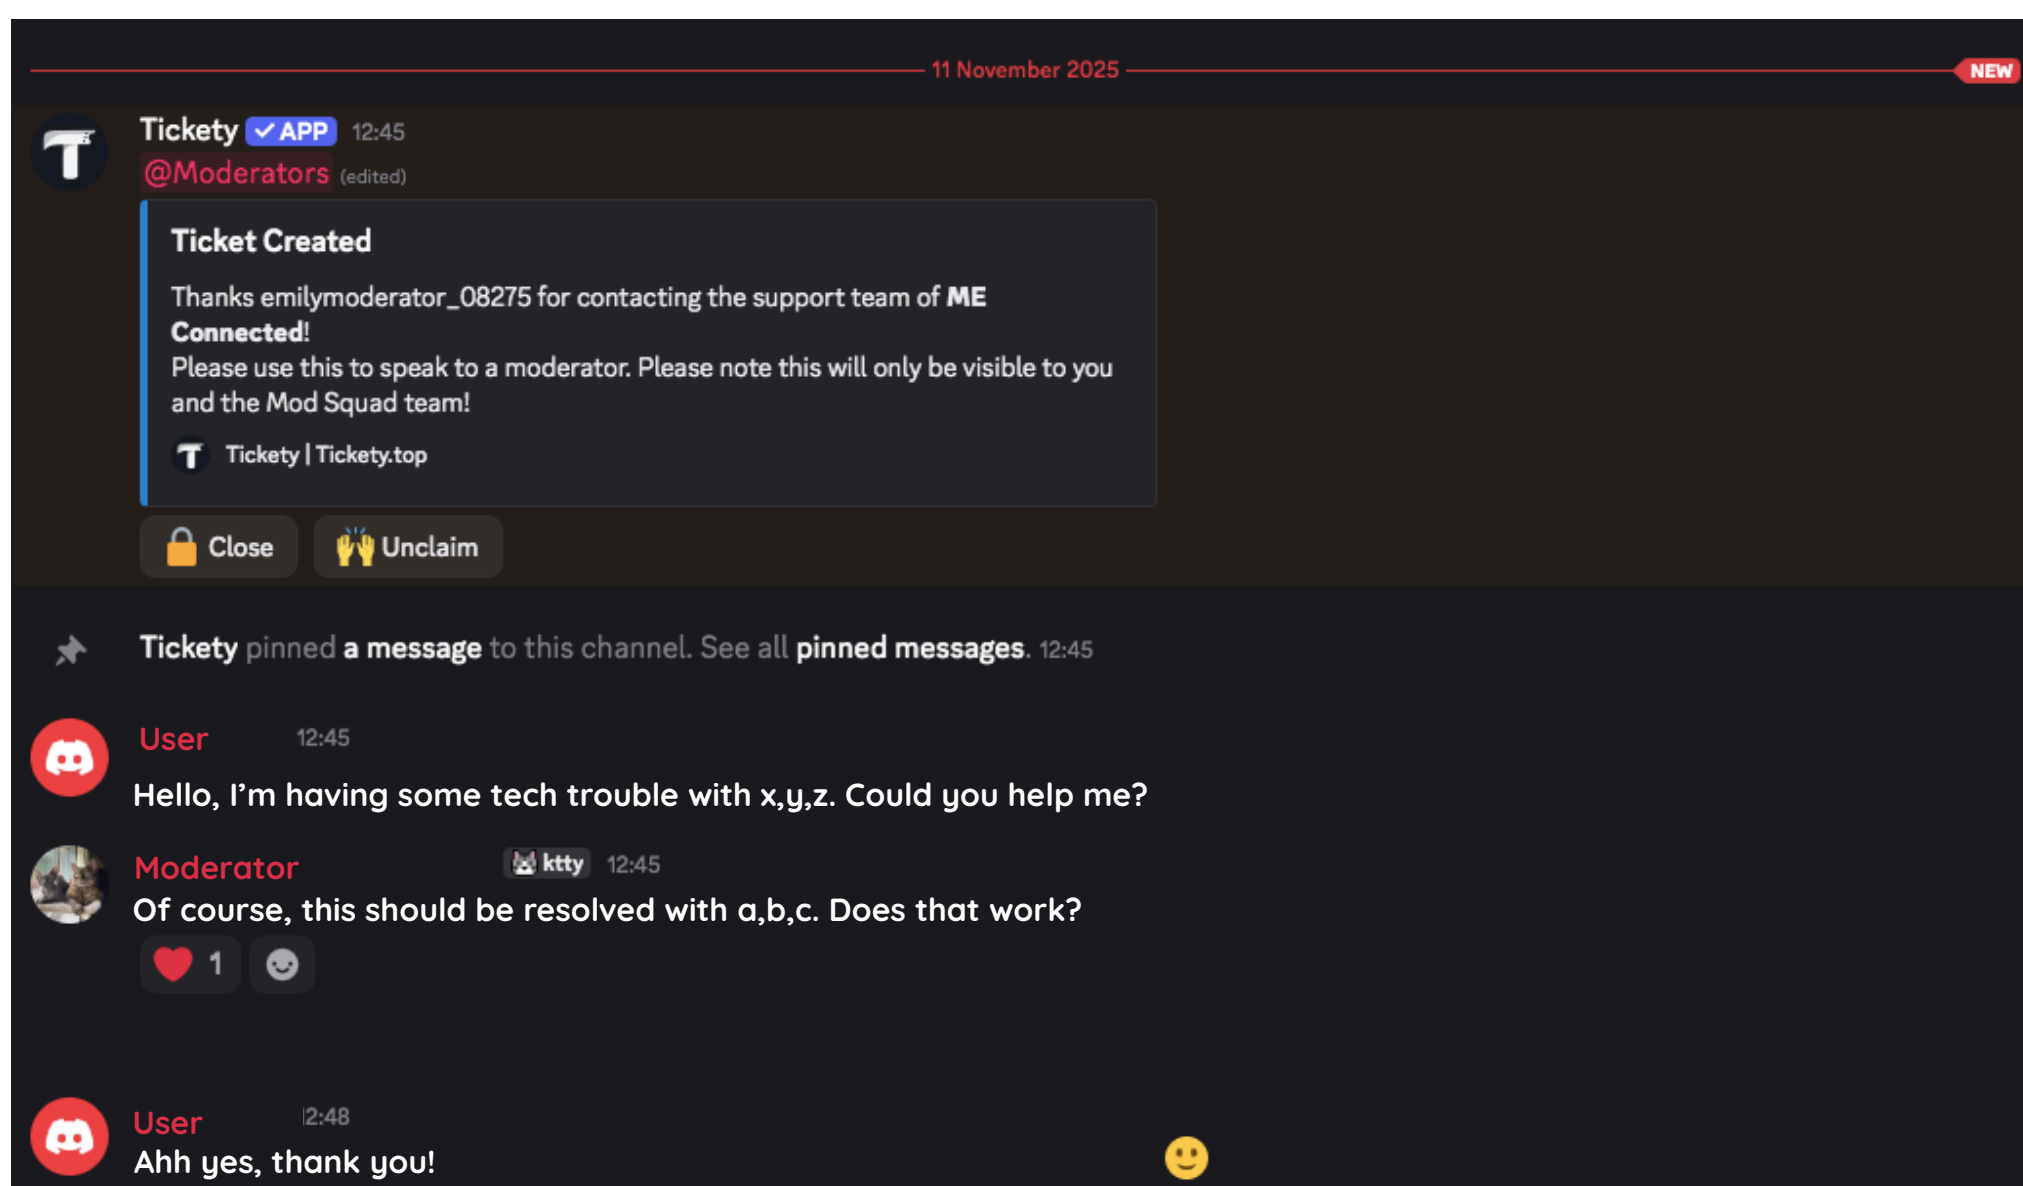 11 November 2025
NEW
Tickety ✓ APP 12:45
@Moderators (edited)
Ticket Created
Thanks emilymoderator_08275 for contacting the support team of ME
Connected!
Please use this to speak to a moderator. Please note this will only be visible to you
and the Mod Squad team!
Tickety | Tickety.top
Close
Unclaim
Tickety pinned a message to this channel. See all pinned messages. 12:45
User 12:45
Hello, I’m having some tech trouble with x,y,z. Could you help me?
Moderator ktty 12:45
Of course, this should be resolved with a,b,c. Does that work?
1
User 12:48
Ahh yes, thank you!